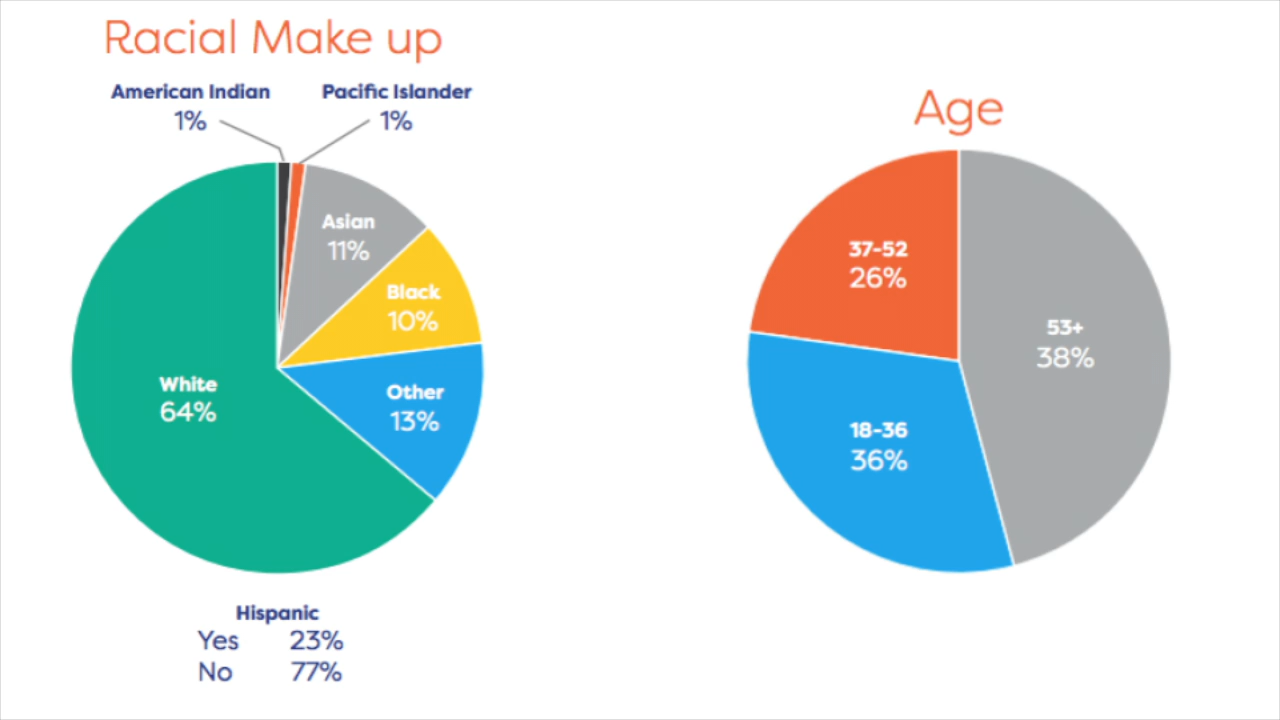 Racial Make up
American Indian
1%
Pacific Islander
1%
Asian
11%
Black
10%
Other
13%
White
64%
Hispanic
Yes 23%
No 77%
Age
37-52
26%
53+
38%
18-36
36%